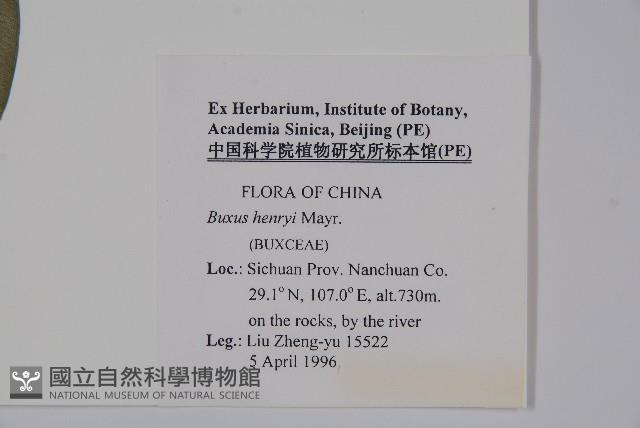 Ex Herbarium, Institute of Botany,
Academia Sinica, Beijing (PE)
中国科学院植物研究所标本馆(PE)
FLORA OF CHINA
Buxus henryi Mayr.
(BUXCEAE)
Loc.: Sichuan Prov. Nanchuan Co.
29.1° N, 107.0° E, alt.730m.
on the rocks, by the river
Leg.: Liu Zheng-yu 15522
5 April 1996
國立自然科學博物館
NATIONAL MUSEUM OF NATURAL SCIENCE